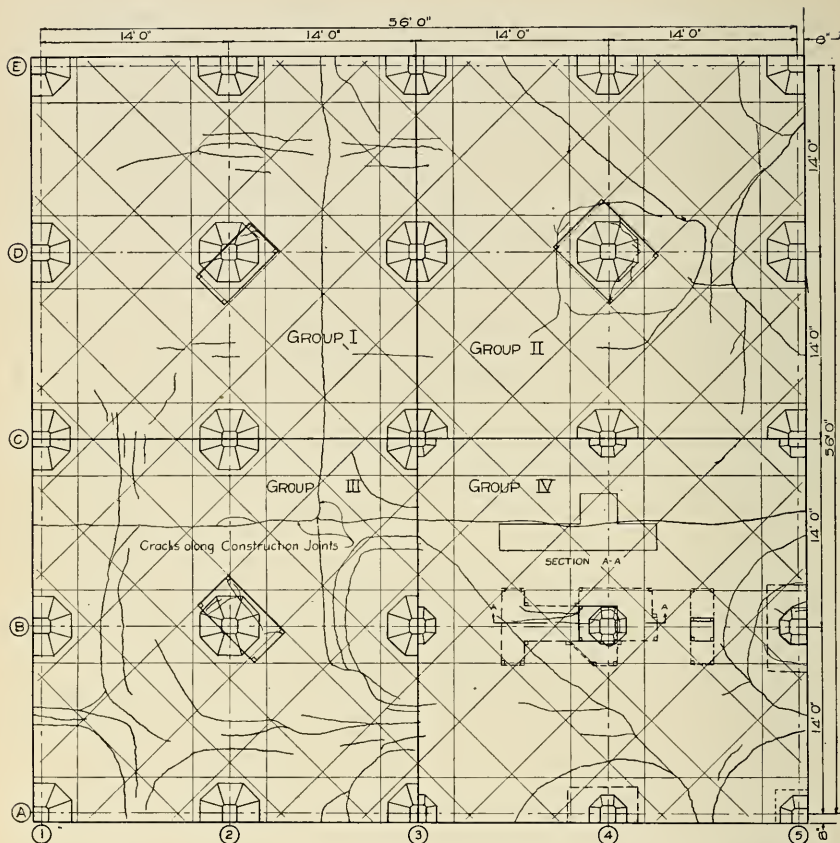 56'0"
14'0" 14'0" 14'0" 14'0"
8"
E
14'0"
D
GROUP I GROUP II
14'0"
C
56'0"
GROUP III GROUP IV
14'0"
Cracks along Construction Joints
SECTION A-A
B
A A
14'0"
A
1 2 3 4 5
8"